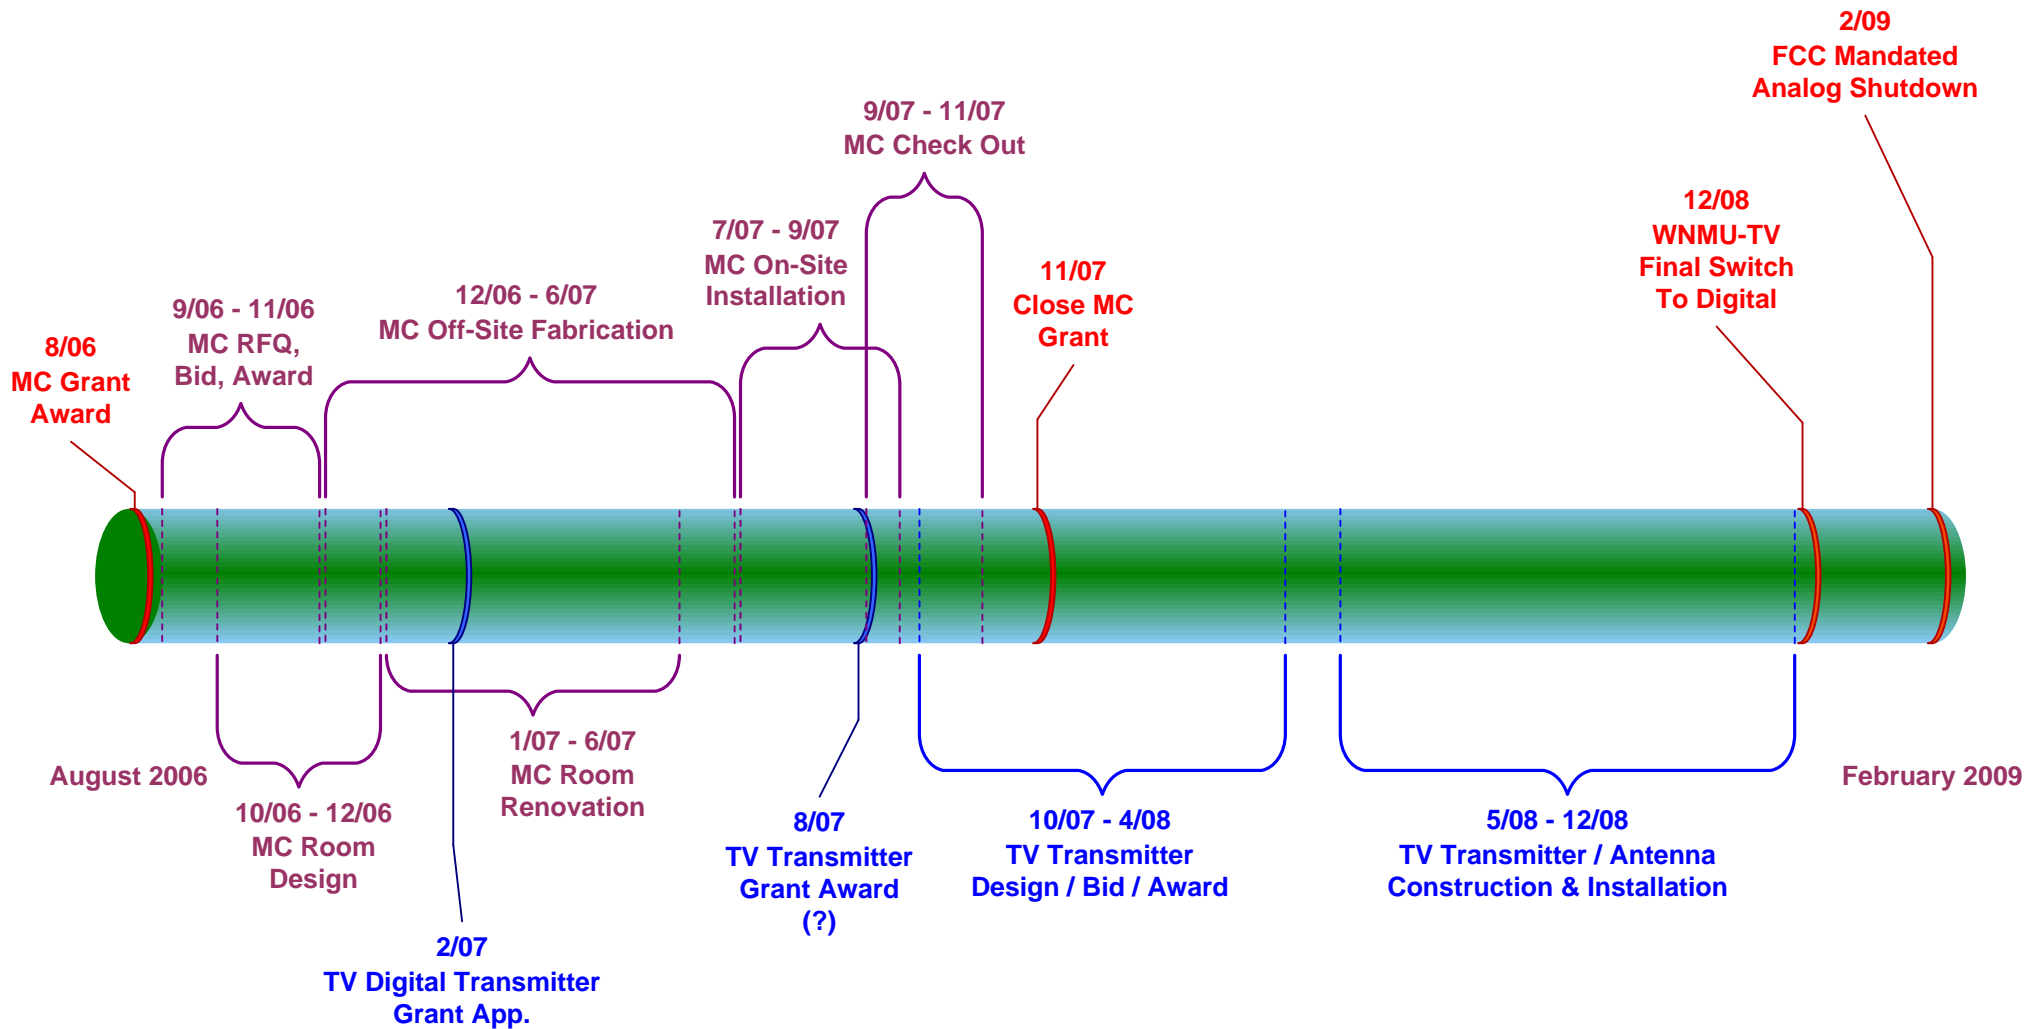 2/09
FCC Mandated
Analog Shutdown
9/07 - 11/07
MC Check Out
12/08
WNMU-TV
Final Switch
To Digital
7/07 - 9/07
MC On-Site
Installation
11/07
Close MC
Grant
12/06 - 6/07
MC Off-Site Fabrication
9/06 - 11/06
MC RFQ,
Bid, Award
8/06
MC Grant
Award
August 2006
February 2009
1/07 - 6/07
MC Room
Renovation
10/06 - 12/06
MC Room
Design
8/07
TV Transmitter
Grant Award
(?)
10/07 - 4/08
TV Transmitter
Design / Bid / Award
5/08 - 12/08
TV Transmitter / Antenna
Construction & Installation
2/07
TV Digital Transmitter
Grant App.